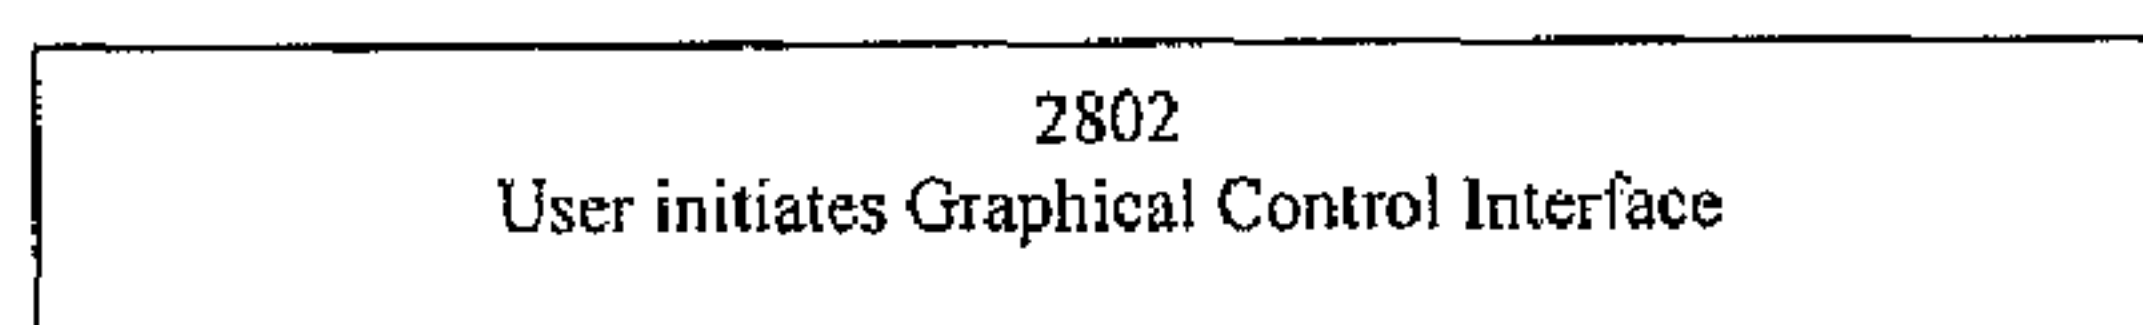 2802
User initiates Graphical Control Interface